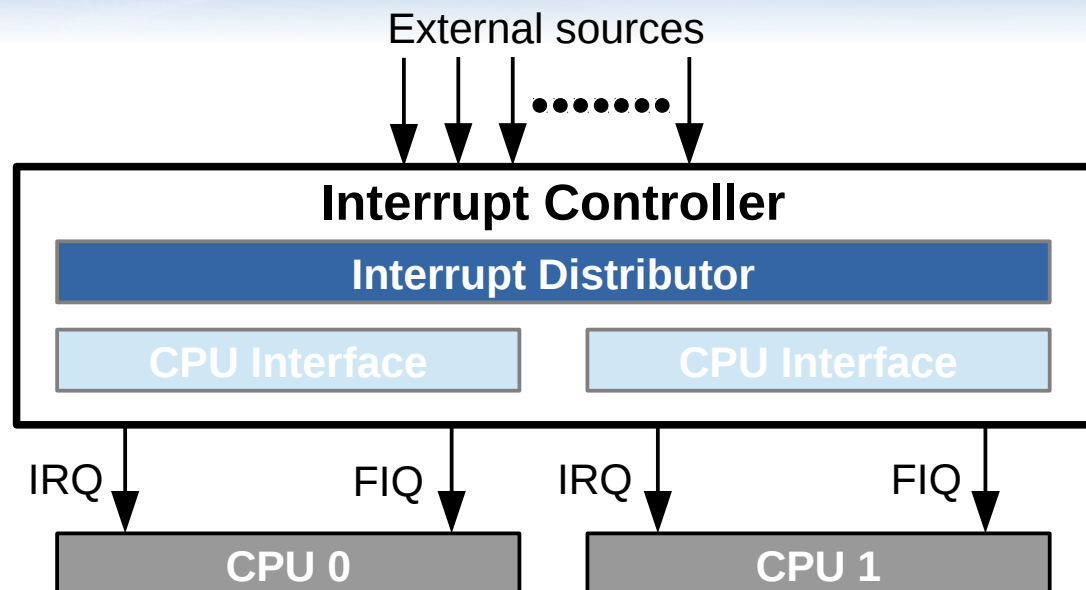 External sources
Interrupt Controller
Interrupt Distributor
CPU Interface CPU Interface
IRQ FIQ IRQ FIQ
CPU 0 CPU 1